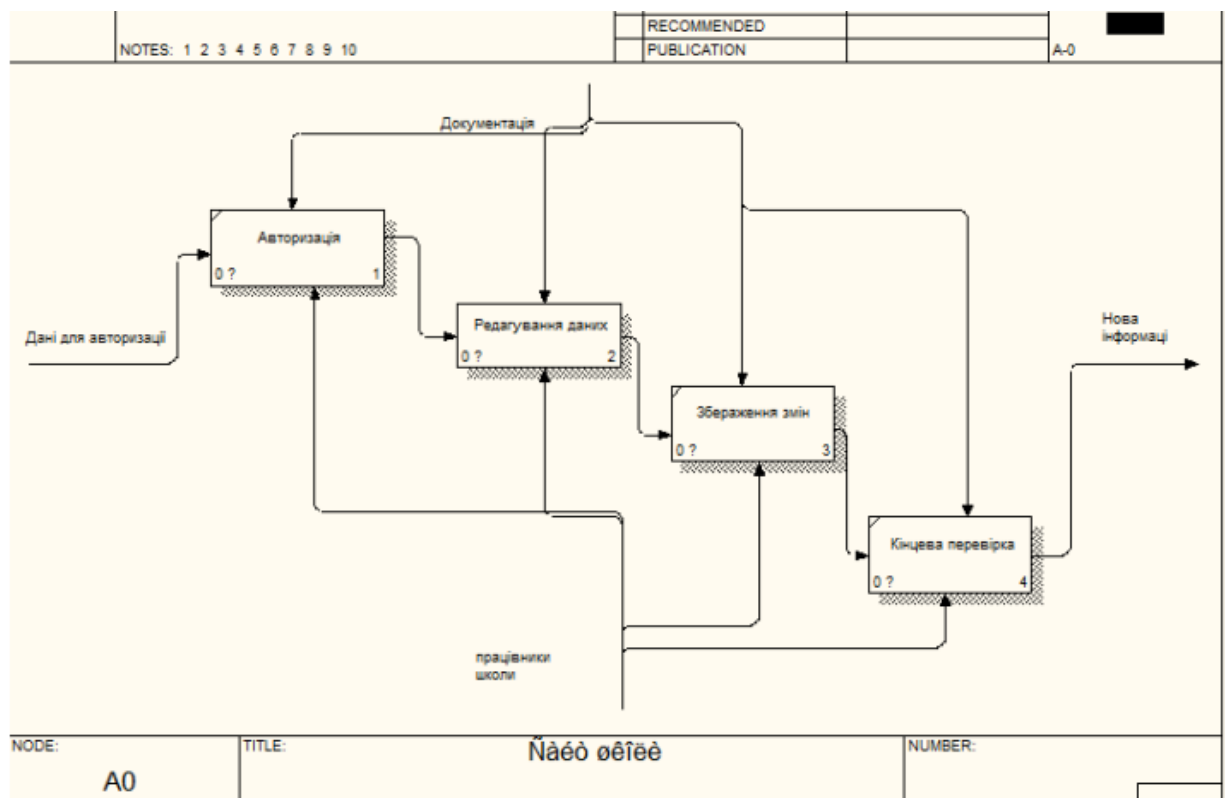 RECOMMENDED
NOTES: 1 2 3 4 5 6 7 8 9 10
PUBLICATION
A-0
Документація
Авторизація
0 ?
1
Дані для авторизації
Редагування даних
0 ?
2
Нова
інформаці
Збераження змін
0 ?
3
Кінцева перевірка
0 ?
4
працівники
школи
NODE:
TITLE:
Ñàéò øêîëè
NUMBER:
A0